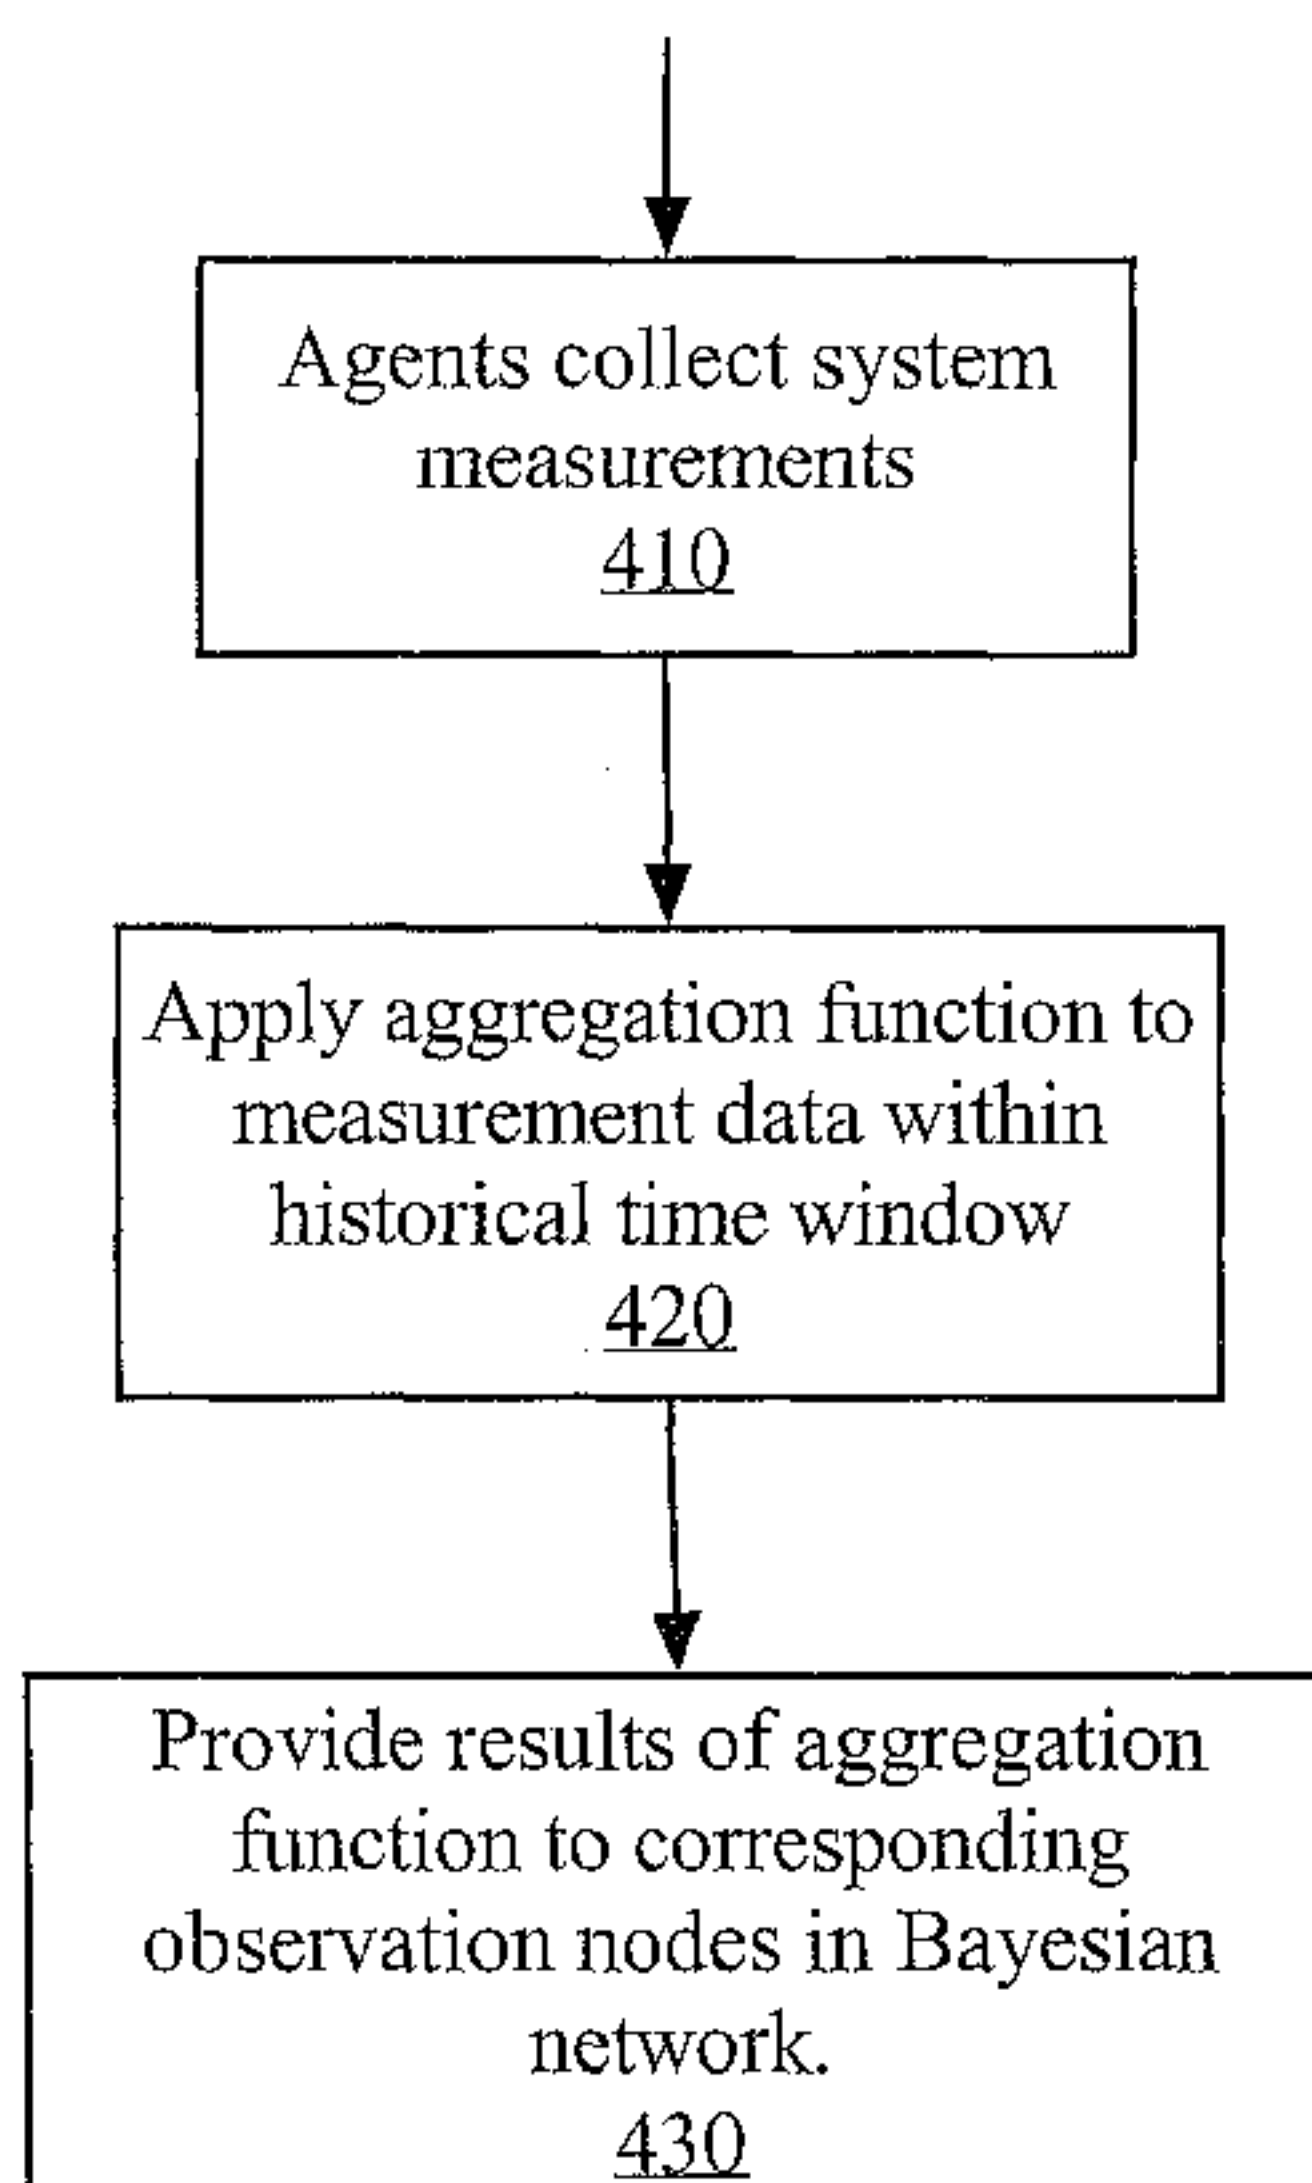 Agents collect system
measurements
410
Apply aggregation function to
measurement data within
historical time window
420
Provide results of aggregation
function to corresponding
observation nodes in Bayesian
network.
430